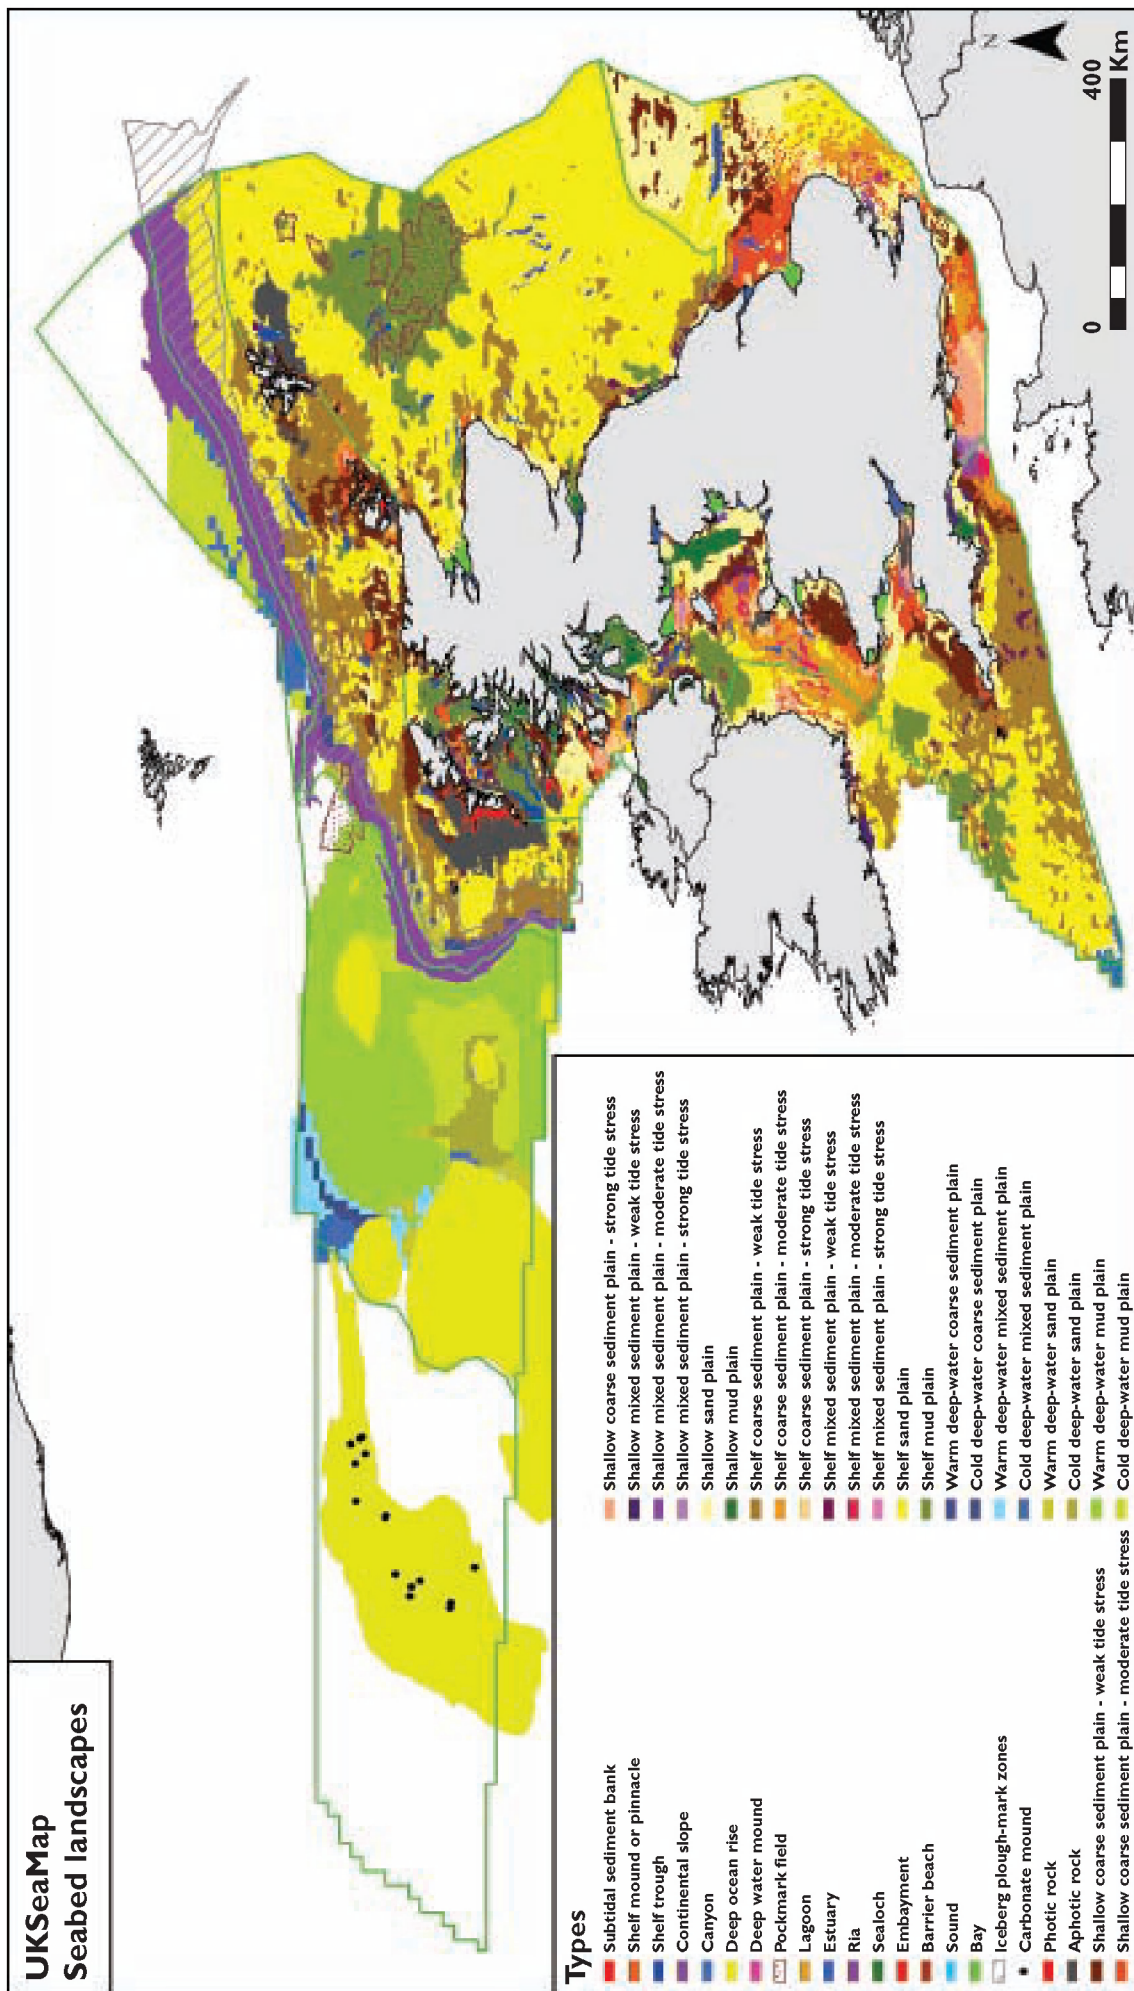 UKSeaMap
Seabed landscapes
Types
Subtidal sediment bank
Shelf mound or pinnacle
Shelf trough
Continental slope
Canyon
Deep ocean rise
Deep water mound
Pockmark field
Lagoon
Estuary
Ria
Sealoch
Embayment
Barrier beach
Sound
Bay
Iceberg plough-mark zones
Carbonate mound
Photic rock
Aphotic rock
Shallow coarse sediment plain - weak tide stress
Shallow coarse sediment plain - moderate tide stress
Shallow coarse sediment plain - strong tide stress
Shallow mixed sediment plain - weak tide stress
Shallow mixed sediment plain - moderate tide stress
Shallow mixed sediment plain - strong tide stress
Shallow sand plain
Shallow mud plain
Shelf coarse sediment plain - weak tide stress
Shelf coarse sediment plain - moderate tide stress
Shelf coarse sediment plain - strong tide stress
Shelf mixed sediment plain - weak tide stress
Shelf mixed sediment plain - moderate tide stress
Shelf mixed sediment plain - strong tide stress
Shelf sand plain
Shelf mud plain
Warm deep-water coarse sediment plain
Cold deep-water coarse sediment plain
Warm deep-water mixed sediment plain
Cold deep-water mixed sediment plain
Warm deep-water sand plain
Cold deep-water sand plain
Warm deep-water mud plain
Cold deep-water mud plain
N
0 400
Km